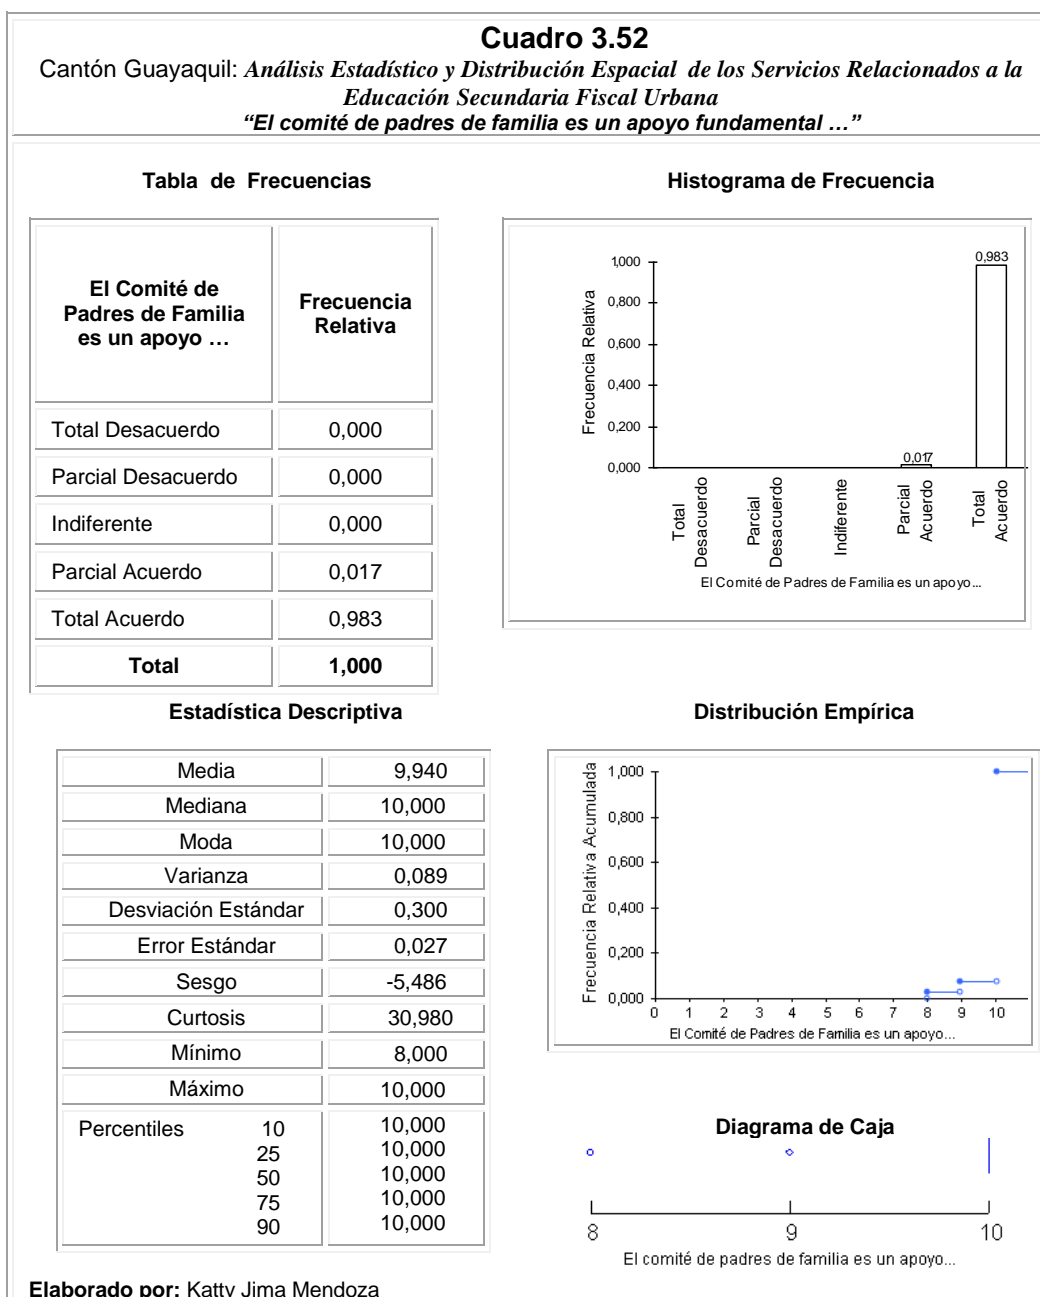 Cuadro 3.52
Cantón Guayaquil: Análisis Estadístico y Distribución Espacial de los Servicios Relacionados a la
Educación Secundaria Fiscal Urbana
“El comité de padres de familia es un apoyo fundamental …”
Tabla de Frecuencias
El Comité de
Padres de Familia
es un apoyo …
Frecuencia
Relativa
Total Desacuerdo 0,000
Parcial Desacuerdo 0,000
Indiferente 0,000
Parcial Acuerdo 0,017
Total Acuerdo 0,983
Total 1,000
Histograma de Frecuencia
Frecuencia Relativa
1,000
0,800
0,600
0,400
0,200
0,000
0,017
0,983
Total
Desacuerdo
Parcial
Desacuerdo
Indiferente
Parcial
Acuerdo
Total
Acuerdo
El Comité de Padres de Familia es un apoyo...
Estadística Descriptiva
Media 9,940
Mediana 10,000
Moda 10,000
Varianza 0,089
Desviación Estándar 0,300
Error Estándar 0,027
Sesgo -5,486
Curtosis 30,980
Mínimo 8,000
Máximo 10,000
Percentiles 10 10,000
25 10,000
50 10,000
75 10,000
90 10,000
Distribución Empírica
Frecuencia Relativa Acumulada
1,000
0,800
0,600
0,400
0,200
0,000
0 1 2 3 4 5 6 7 8 9 10
El Comité de Padres de Familia es un apoyo...
Diagrama de Caja
8 9 10
El comité de padres de familia es un apoyo...
Elaborado por: Katty Jima Mendoza